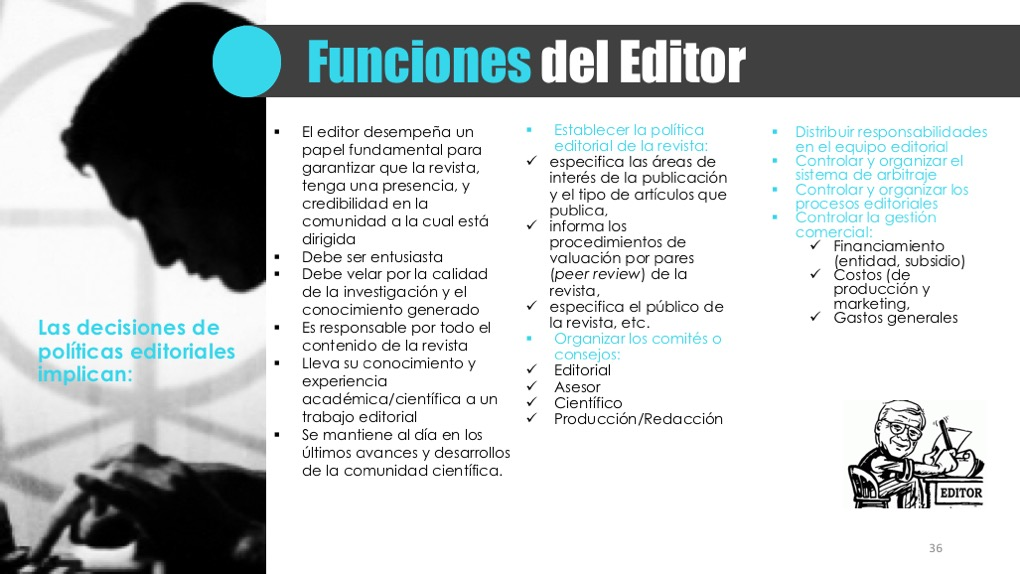 Funciones del Editor
Las decisiones de
políticas editoriales
implican:
▪ El editor desempeña un
papel fundamental para
garantizar que la revista,
tenga una presencia, y
credibilidad en la
comunidad a la cual está
dirigida
▪ Debe ser entusiasta
▪ Debe velar por la calidad
de la investigación y el
conocimiento generado
▪ Es responsable por todo el
contenido de la revista
▪ Lleva su conocimiento y
experiencia
académica/científica a un
trabajo editorial
▪ Se mantiene al día en los
últimos avances y desarrollos
de la comunidad científica.
▪ Establecer la política
editorial de la revista:
✓ especifica las áreas de
interés de la publicación
y el tipo de artículos que
publica,
✓ informa los
procedimientos de
valuación por pares
(peer review) de la
revista,
✓ especifica el público de
la revista, etc.
▪ Organizar los comités o
consejos:
✓ Editorial
✓ Asesor
✓ Científico
✓ Producción/Redacción
▪ Distribuir responsabilidades
en el equipo editorial
▪ Controlar y organizar el
sistema de arbitraje
▪ Controlar y organizar los
procesos editoriales
▪ Controlar la gestión
comercial:
✓ Financiamiento
(entidad, subsidio)
✓ Costos (de
producción y
marketing,
✓ Gastos generales
EDITOR
36